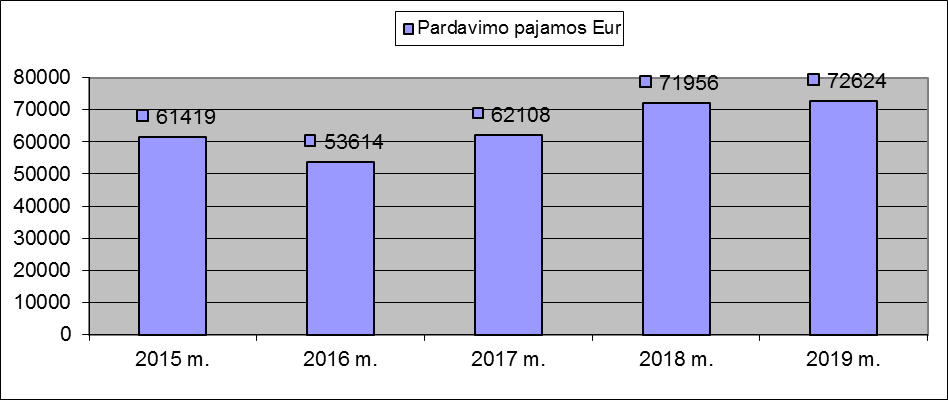 Pardavimo pajamos Eur
80000
70000
60000
50000
40000
30000
20000
10000
0
61419
53614
62108
71956
72624
2015 m.
2016 m.
2017 m.
2018 m.
2019 m.